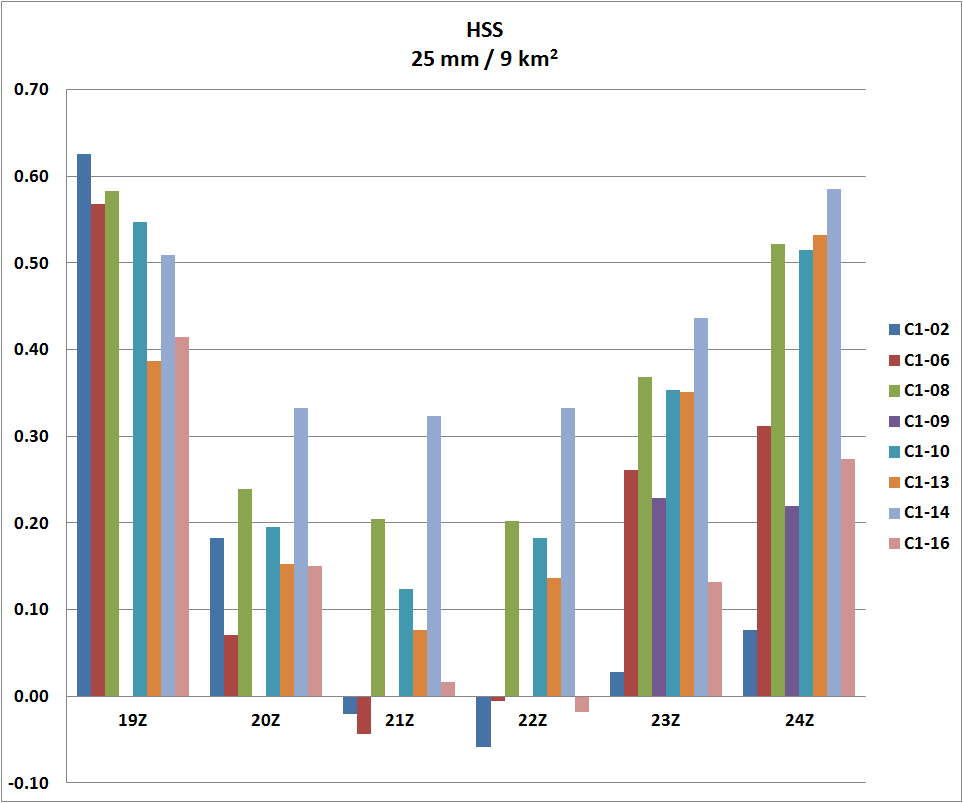 HSS
25 mm / 9 km²
0.70
0.60
0.50
0.40
0.30
0.20
0.10
0.00
-0.10
19Z 20Z 21Z 22Z 23Z 24Z
C1-02
C1-06
C1-08
C1-09
C1-10
C1-13
C1-14
C1-16